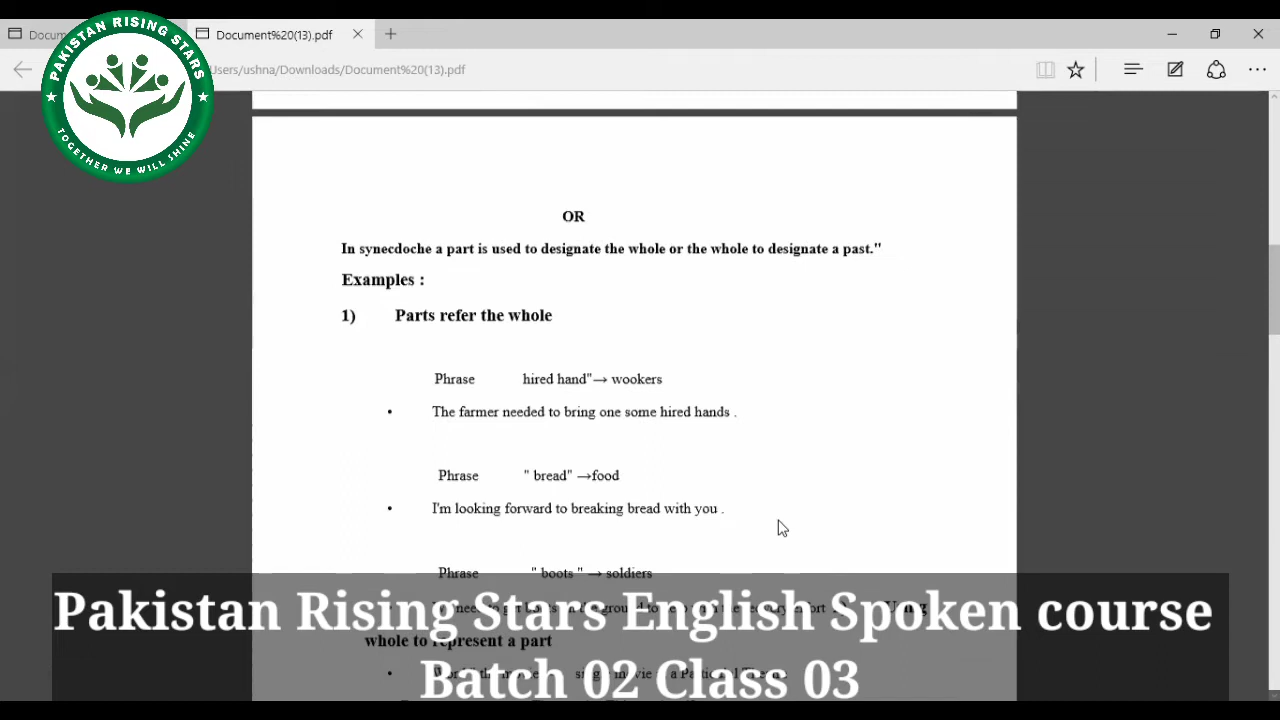 PAKISTAN RISING STARS
TOGETHER WE WILL SHINE
Docu
Document%20(13).pdf
Users/ushna/Downloads/Document%20(13).pdf
OR
In synecdoche a part is used to designate the whole or the whole to designate a past."
Examples :
1) Parts refer the whole
Phrase hired hand"→ wookers
• The farmer needed to bring one some hired hands .
Phrase " bread" →food
• I'm looking forward to breaking bread with you .
Phrase " boots " → soldiers
Pakistan Rising Stars English Spoken course
whole to represent a part
Batch 02 Class 03